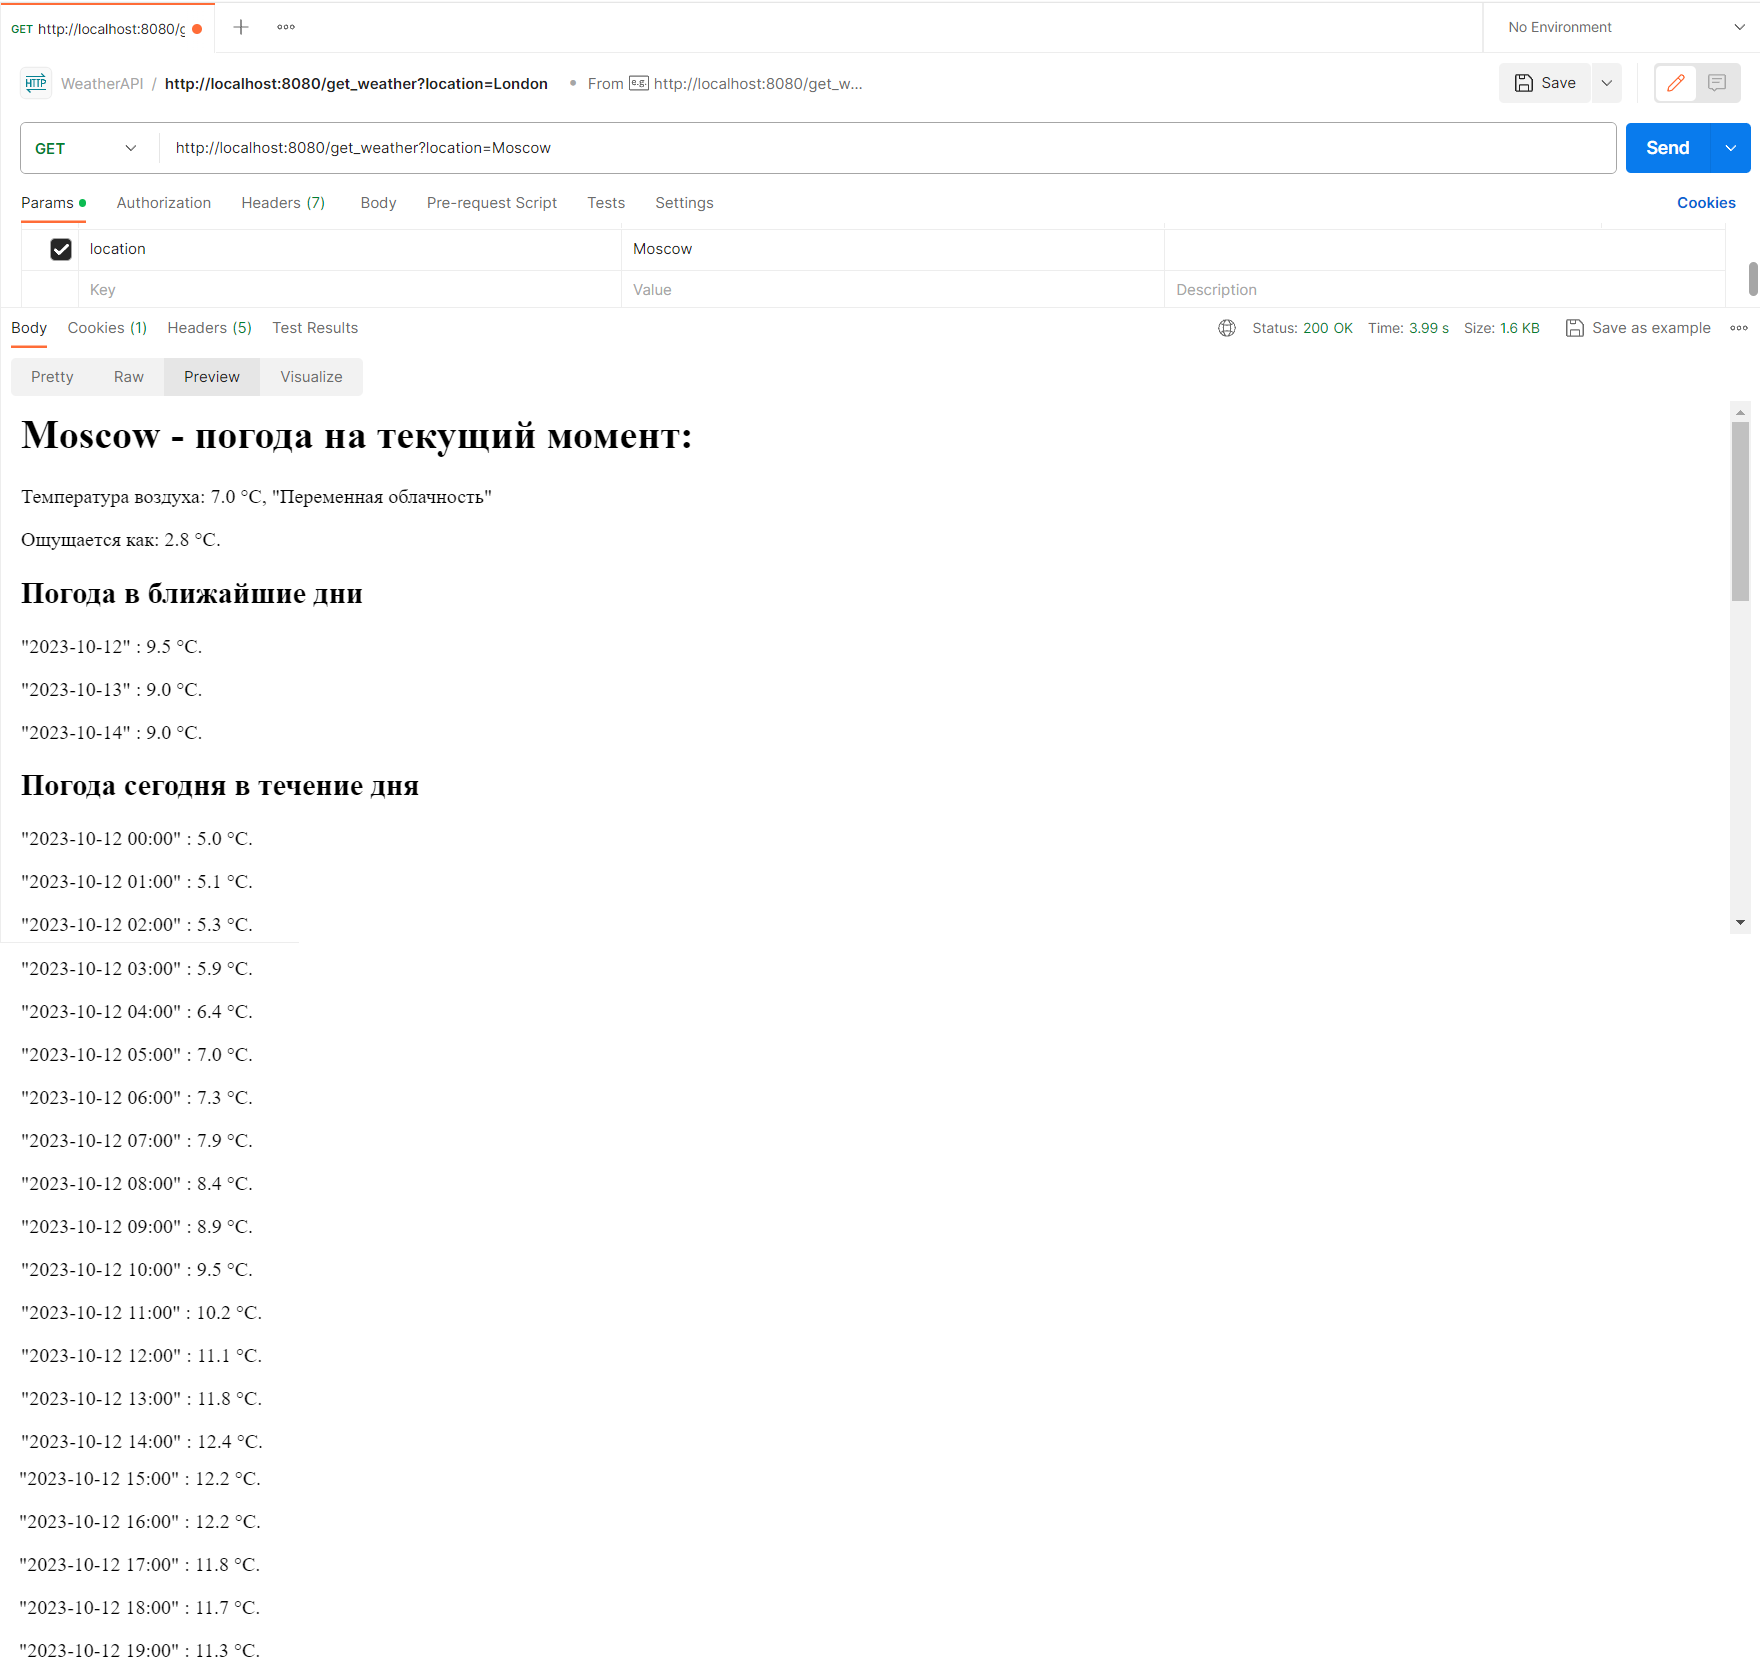 GET http://localhost:8080/g
No Environment
HTTP WeatherAPI / http://localhost:8080/get_weather?location=London • From e.g. http://localhost:8080/get_w...
Save
GET http://localhost:8080/get_weather?location=Moscow
Send
Params Authorization Headers (7) Body Pre-request Script Tests Settings Cookies
location Moscow
Key Value Description
Body Cookies (1) Headers (5) Test Results Status: 200 OK Time: 3.99 s Size: 1.6 KB Save as example
Pretty Raw Preview Visualize
Moscow - погода на текущий момент:
Температура воздуха: 7.0 °C, "Переменная облачность"
Ощущается как: 2.8 °C.
Погода в ближайшие дни
"2023-10-12" : 9.5 °C.
"2023-10-13" : 9.0 °C.
"2023-10-14" : 9.0 °C.
Погода сегодня в течение дня
"2023-10-12 00:00" : 5.0 °C.
"2023-10-12 01:00" : 5.1 °C.
"2023-10-12 02:00" : 5.3 °C.
"2023-10-12 03:00" : 5.9 °C.
"2023-10-12 04:00" : 6.4 °C.
"2023-10-12 05:00" : 7.0 °C.
"2023-10-12 06:00" : 7.3 °C.
"2023-10-12 07:00" : 7.9 °C.
"2023-10-12 08:00" : 8.4 °C.
"2023-10-12 09:00" : 8.9 °C.
"2023-10-12 10:00" : 9.5 °C.
"2023-10-12 11:00" : 10.2 °C.
"2023-10-12 12:00" : 11.1 °C.
"2023-10-12 13:00" : 11.8 °C.
"2023-10-12 14:00" : 12.4 °C.
"2023-10-12 15:00" : 12.2 °C.
"2023-10-12 16:00" : 12.2 °C.
"2023-10-12 17:00" : 11.8 °C.
"2023-10-12 18:00" : 11.7 °C.
"2023-10-12 19:00" : 11.3 °C.